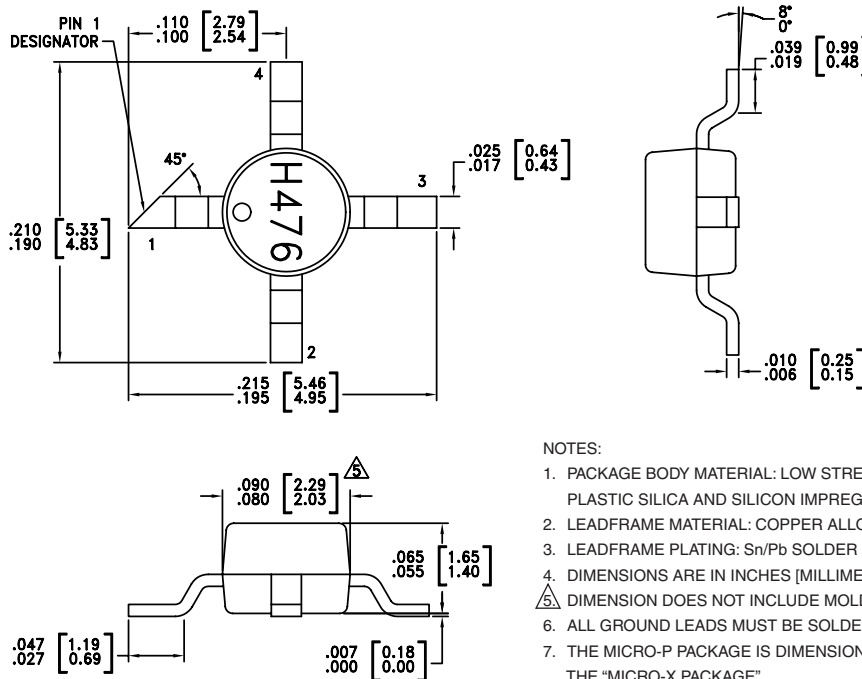 PIN 1
DESIGNATOR
.110 [2.79]
.100 [2.54]
4
45°
.210 [5.33]
.190 [4.83]
1
H476
3
.025 [0.64]
.017 [0.43]
2
.215 [5.46]
.195 [4.95]
8°
0°
.039 [0.99]
.019 [0.48]
.010 [0.25]
.006 [0.15]
.090 [2.29]
.080 [2.03]
5
.065 [1.65]
.055 [1.40]
.047 [1.19]
.027 [0.69]
.007 [0.18]
.000 [0.00]
NOTES:
1. PACKAGE BODY MATERIAL: LOW STRE
PLASTIC SILICA AND SILICON IMPREG
2. LEADFRAME MATERIAL: COPPER ALLO
3. LEADFRAME PLATING: Sn/Pb SOLDER
4. DIMENSIONS ARE IN INCHES [MILLIME
5. DIMENSION DOES NOT INCLUDE MOLD
6. ALL GROUND LEADS MUST BE SOLDE
7. THE MICRO-P PACKAGE IS DIMENSION
THE “MICRO-X PACKAGE”